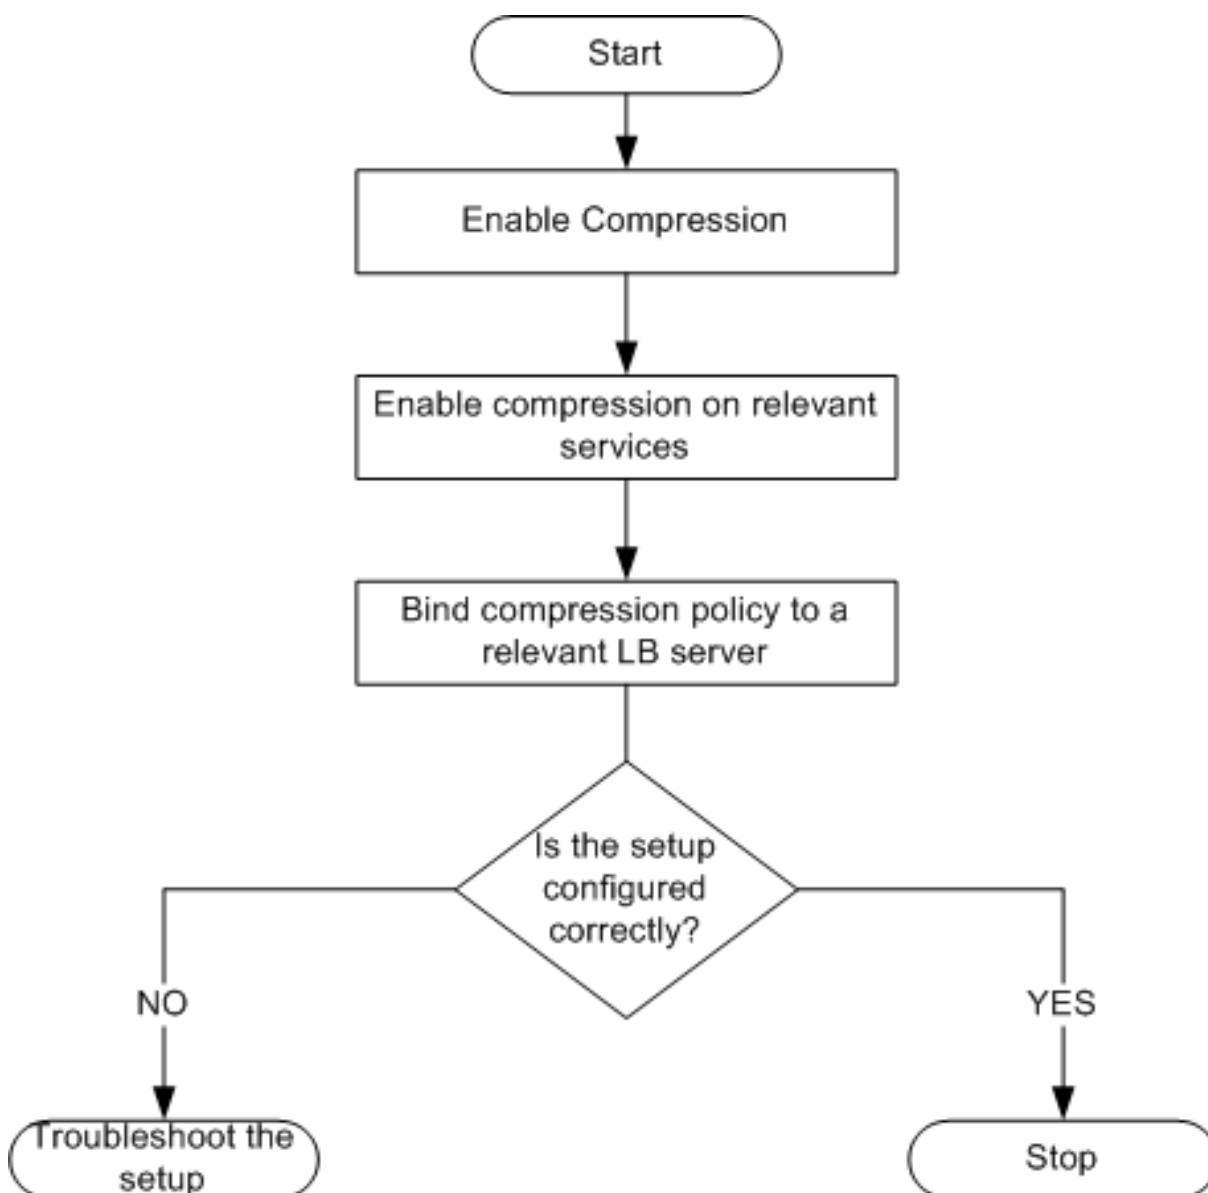 Start
Enable Compression
Enable compression on relevant
services
Bind compression policy to a
relevant LB server
Is the setup
configured
correctly?
NO
YES
Troubleshoot the
setup
Stop